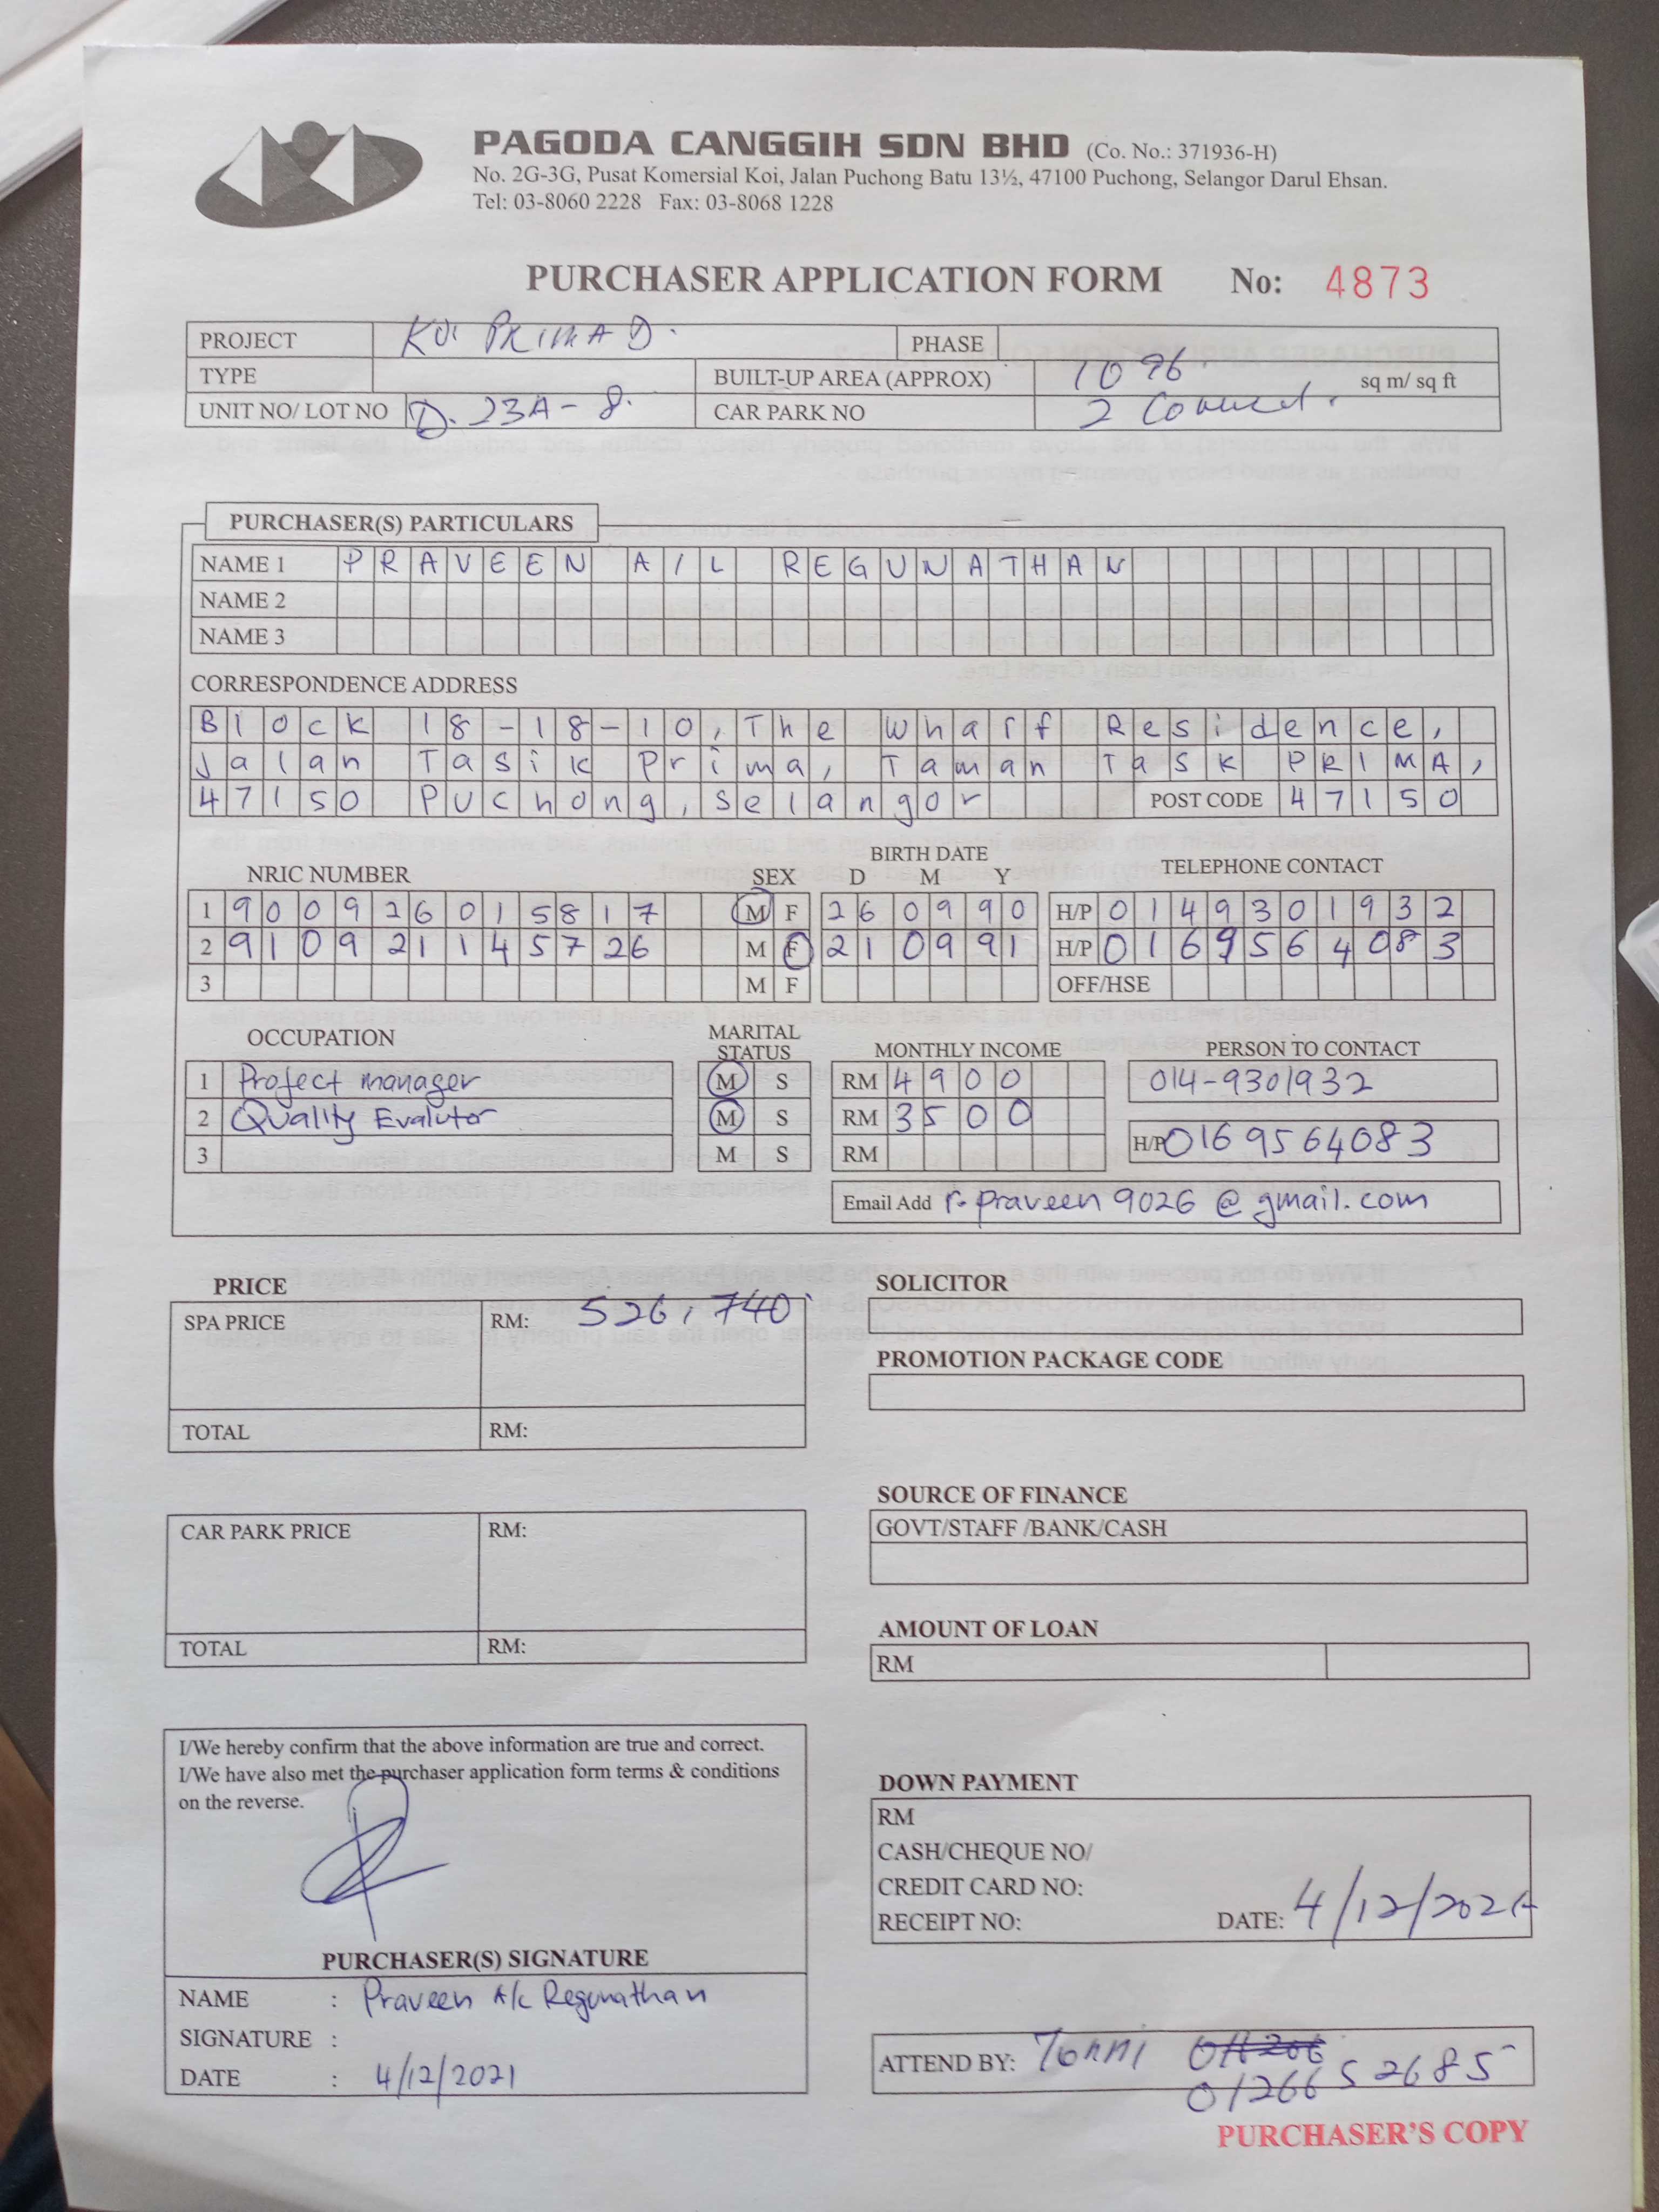 PAGODA CANGGIH SDN BHD (Co. No.: 371936-H)
No. 2G-3G, Pusat Komersial Koi, Jalan Puchong Batu 13½, 47100 Puchong, Selangor Darul Ehsan.
Tel: 03-8060 2228 Fax: 03-8068 1228
PURCHASER APPLICATION FORM No: 4873
PROJECT KOI PRIMA D. PHASE
TYPE BUILT-UP AREA (APPROX) 1096 sq m/ sq ft
UNIT NO/ LOT NO D. 23A - 8. CAR PARK NO 2
PURCHASER(S) PARTICULARS
NAME 1 PRAVEEN A/L REGUNATHAN
NAME 2
NAME 3
CORRESPONDENCE ADDRESS
Block 18-18-10, The Wharf Residence,
Jalan Tasik Prima, Taman TASK PRIMA,
47150 Puchong, Selangor POST CODE 47150
BIRTH DATE
NRIC NUMBER SEX D M Y TELEPHONE CONTACT
1 900926015817 M F 260990 H/P 0149301932
2 910921145726 M F 210991 H/P 0169564083
3 M F OFF/HSE
OCCUPATION MARITAL STATUS MONTHLY INCOME PERSON TO CONTACT
1 Project manager M S RM 4900 014-9301932
2 Quality Evalutor M S RM 3500
3 M S RM H/P 0169564083
Email Add r.praveen9026@gmail.com
PRICE SOLICITOR
SPA PRICE RM: 526,740
PROMOTION PACKAGE CODE
TOTAL RM:
SOURCE OF FINANCE
CAR PARK PRICE RM: GOVT/STAFF /BANK/CASH
AMOUNT OF LOAN
TOTAL RM: RM
I/We hereby confirm that the above information are true and correct.
I/We have also met the purchaser application form terms & conditions
on the reverse.
DOWN PAYMENT
RM
CASH/CHEQUE NO/
CREDIT CARD NO:
RECEIPT NO: DATE: 4/12/2021
PURCHASER(S) SIGNATURE
NAME : Praveen A/L Regunathan
SIGNATURE :
DATE : 4/12/2021
ATTEND BY: Tonni
01266 52685
PURCHASER'S COPY